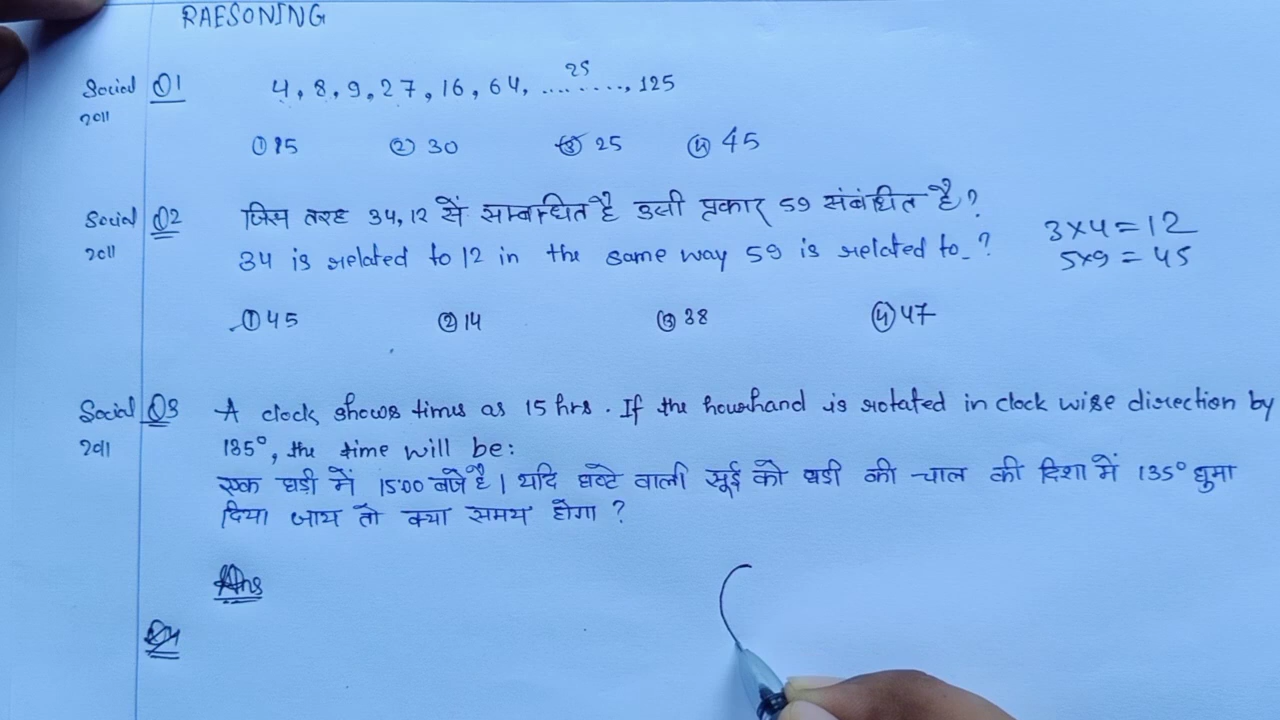 RAESONING
Social Q1 4, 8, 9, 27, 16, 64, ........., 125
25
2011
① 15 ② 30 ③ 25 ④ 45
Social Q2 जिस तरह 34, 12 सें सम्बन्धित है उसी प्रकार 59 संबंधित है?
2011 34 is related to 12 in the same way 59 is related to_?
3×4=12
5×9=45
① 45 ② 14 ③ 38 ④ 47
Social Q3 A clock shows times as 15 hrs. If the hourhand is rotated in clock wise direction by
2011 135°, the time will be:
एक घड़ी में 15:00 बजे है। यदि घण्टे वाली सूई को घड़ी की चाल की दिशा में 135° घुमा
दिया जाय तो क्या समय होगा?
Ans
Q4